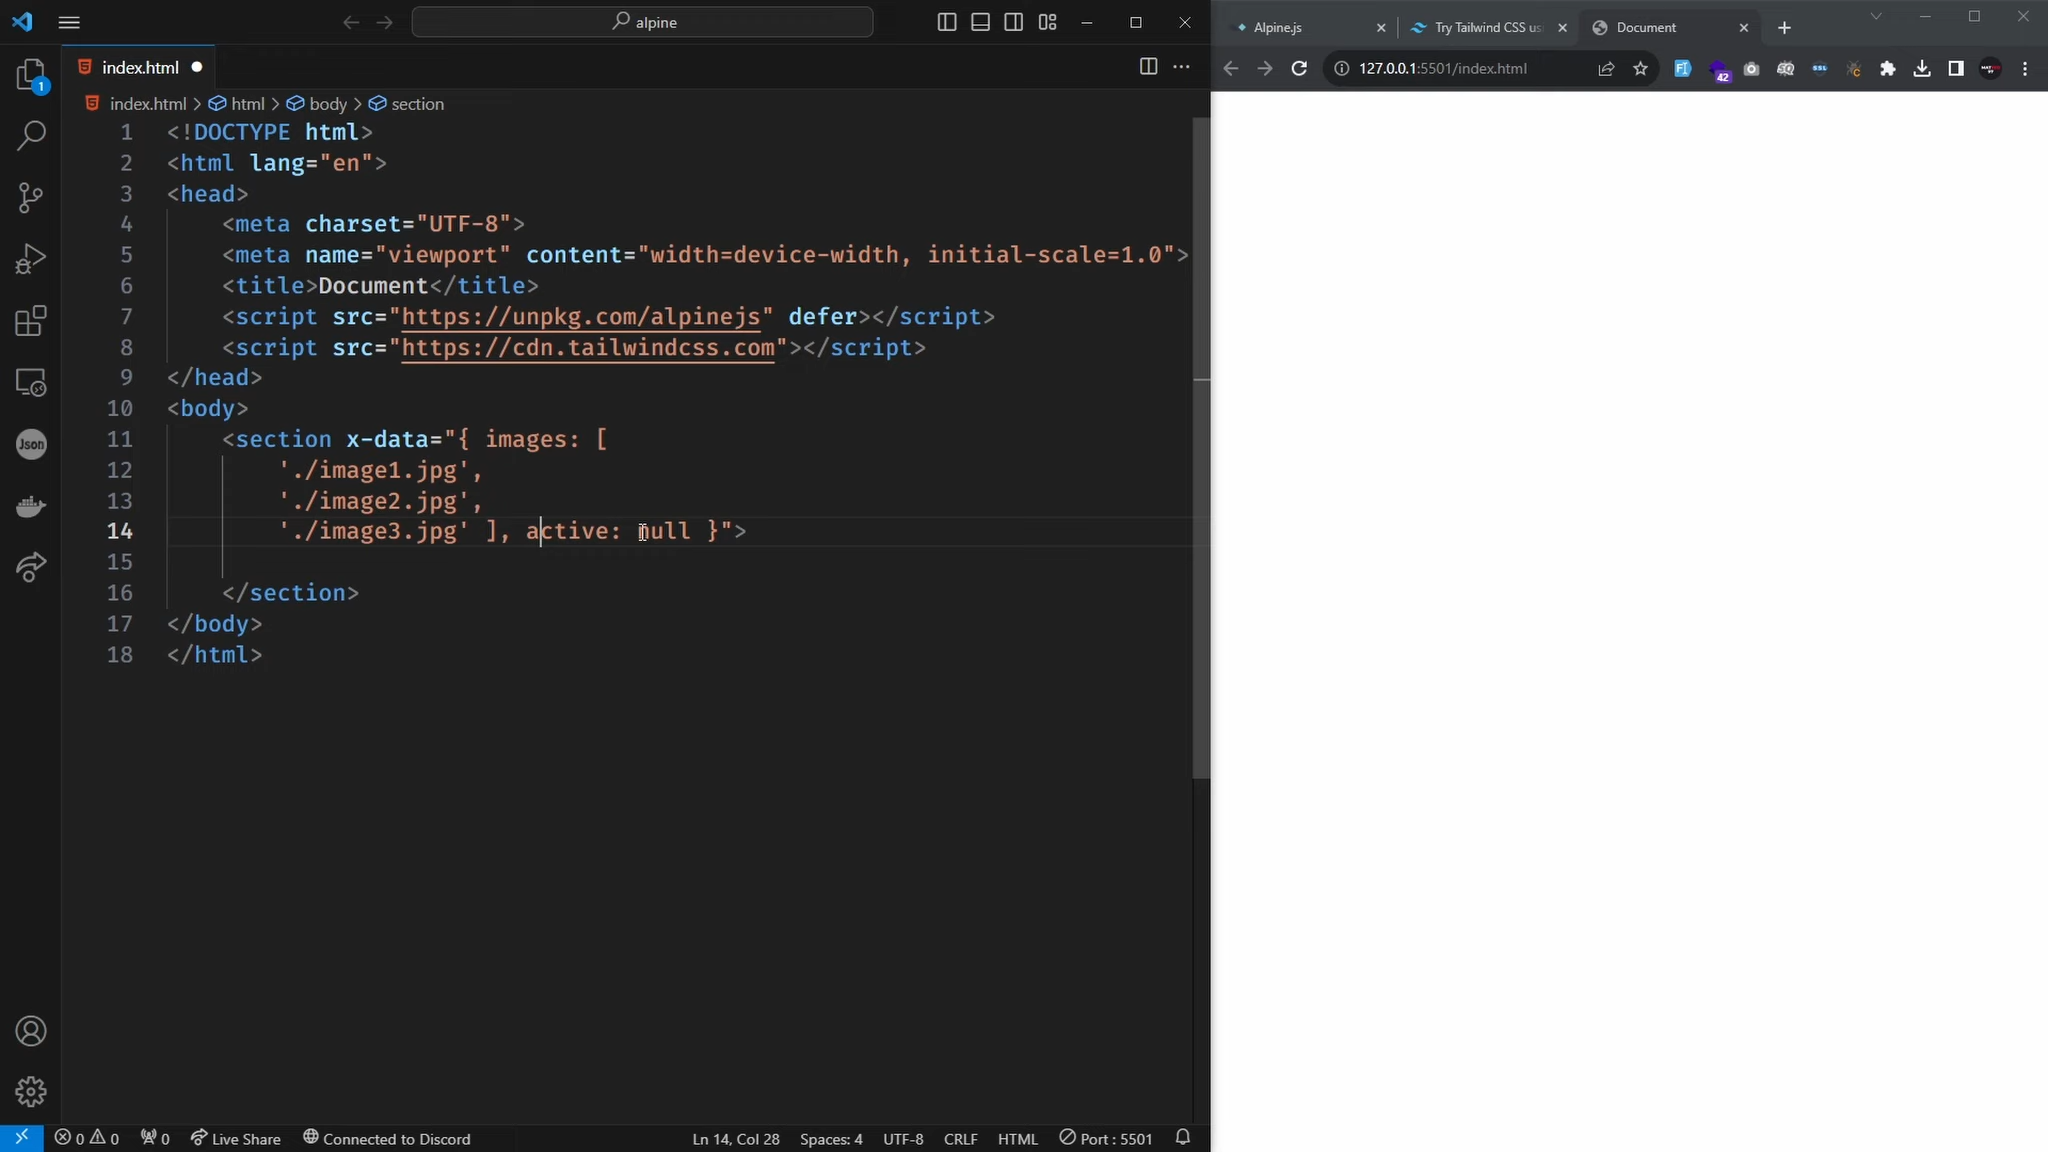 alpine
index.html
index.html > html > body > section
1 <!DOCTYPE html>
2 <html lang="en">
3 <head>
4 <meta charset="UTF-8">
5 <meta name="viewport" content="width=device-width, initial-scale=1.0">
6 <title>Document</title>
7 <script src="https://unpkg.com/alpinejs" defer></script>
8 <script src="https://cdn.tailwindcss.com"></script>
9 </head>
10 <body>
11 <section x-data="{ images: [
12 './image1.jpg',
13 './image2.jpg',
14 './image3.jpg' ], active: null }">
15
16 </section>
17 </body>
18 </html>
1
Json
0 0 0 Live Share Connected to Discord Ln 14, Col 28 Spaces: 4 UTF-8 CRLF HTML Port : 5501
Alpine.js Try Tailwind CSS us Document
127.0.0.1:5501/index.html
42
SSL